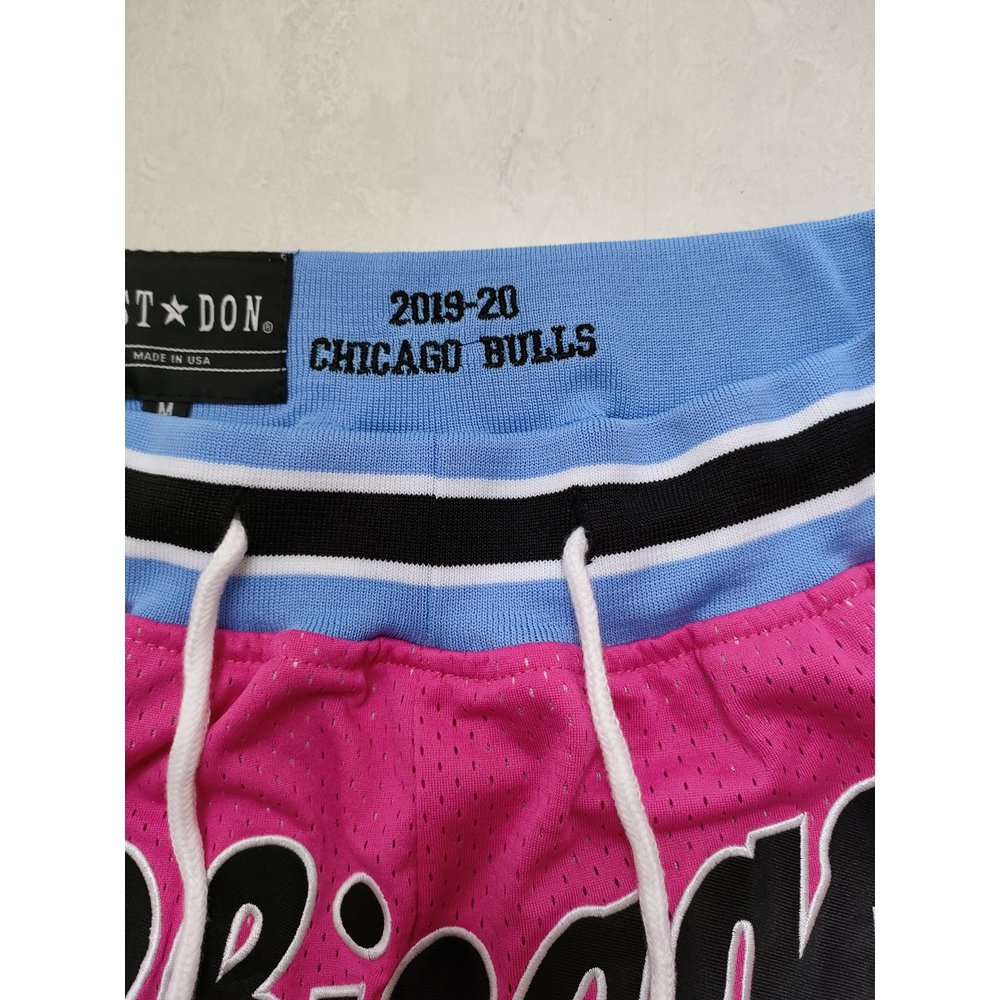 ST★DON®
MADE IN USA
M
2019-20
CHICAGO BULLS